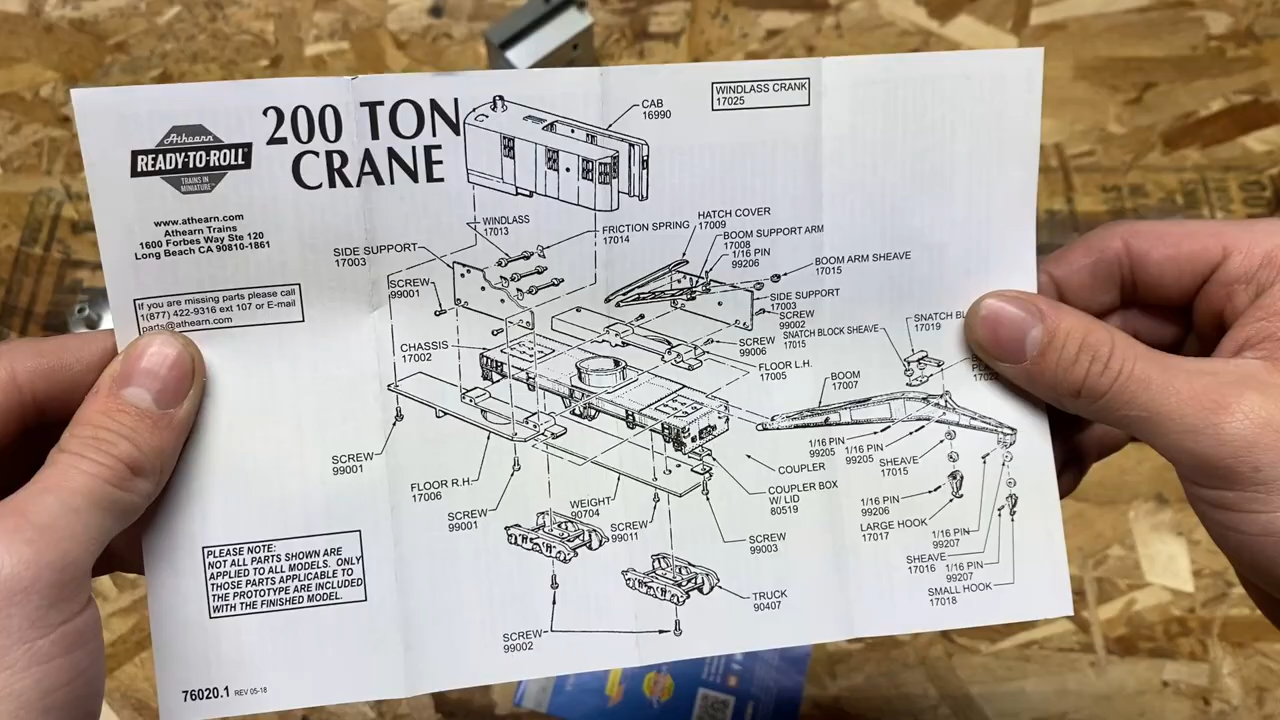 Athearn
READY-TO-ROLL
TRAINS IN
MINIATURE
200 TON
CRANE
www.athearn.com
Athearn Trains
1600 Forbes Way Ste 120
Long Beach CA 90810-1861
If you are missing parts please call
1(877) 422-9316 ext 107 or E-mail
parts@athearn.com
WINDLASS CRANK
17025
CAB
16990
WINDLASS
17013
FRICTION SPRING
17014
HATCH COVER
17009
BOOM SUPPORT ARM
17008
1/16 PIN
99206
BOOM ARM SHEAVE
17015
SIDE SUPPORT
17003
SCREW
99001
SIDE SUPPORT
17003
SCREW
99002
SNATCH BLOCK SHEAVE
17015
SNATCH
17019
CHASSIS
17002
SCREW
99006
FLOOR L.H.
17005
BOOM
17007
17022
1/16 PIN
99205
1/16 PIN
99205
SHEAVE
17015
SCREW
99001
FLOOR R.H.
17006
SCREW
99001
WEIGHT
90704
SCREW
99011
COUPLER
COUPLER BOX
W/ LID
80519
SCREW
99003
1/16 PIN
99206
LARGE HOOK
17017
1/16 PIN
99207
SHEAVE
17016
1/16 PIN
99207
SMALL HOOK
17018
TRUCK
90407
SCREW
99002
PLEASE NOTE:
NOT ALL PARTS SHOWN ARE
APPLIED TO ALL MODELS. ONLY
THOSE PARTS APPLICABLE TO
THE PROTOTYPE ARE INCLUDED
WITH THE FINISHED MODEL.
76020.1 REV 05-18